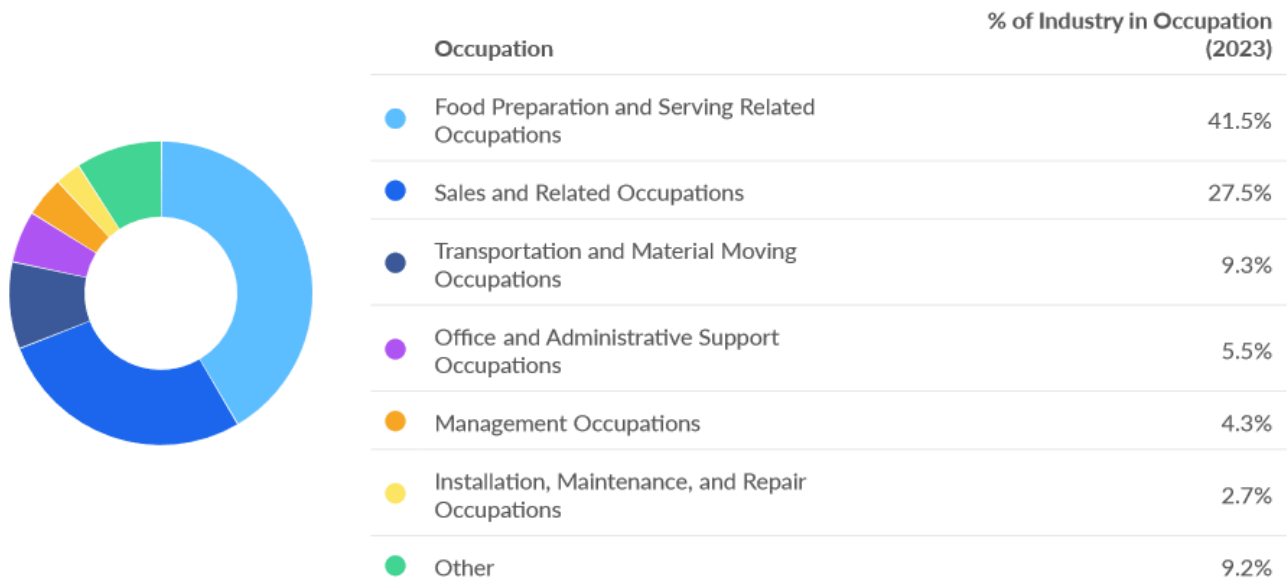 % of Industry in Occupation
Occupation (2023)
Food Preparation and Serving Related
Occupations 41.5%
Sales and Related Occupations 27.5%
Transportation and Material Moving
Occupations 9.3%
Office and Administrative Support
Occupations 5.5%
Management Occupations 4.3%
Installation, Maintenance, and Repair
Occupations 2.7%
Other 9.2%